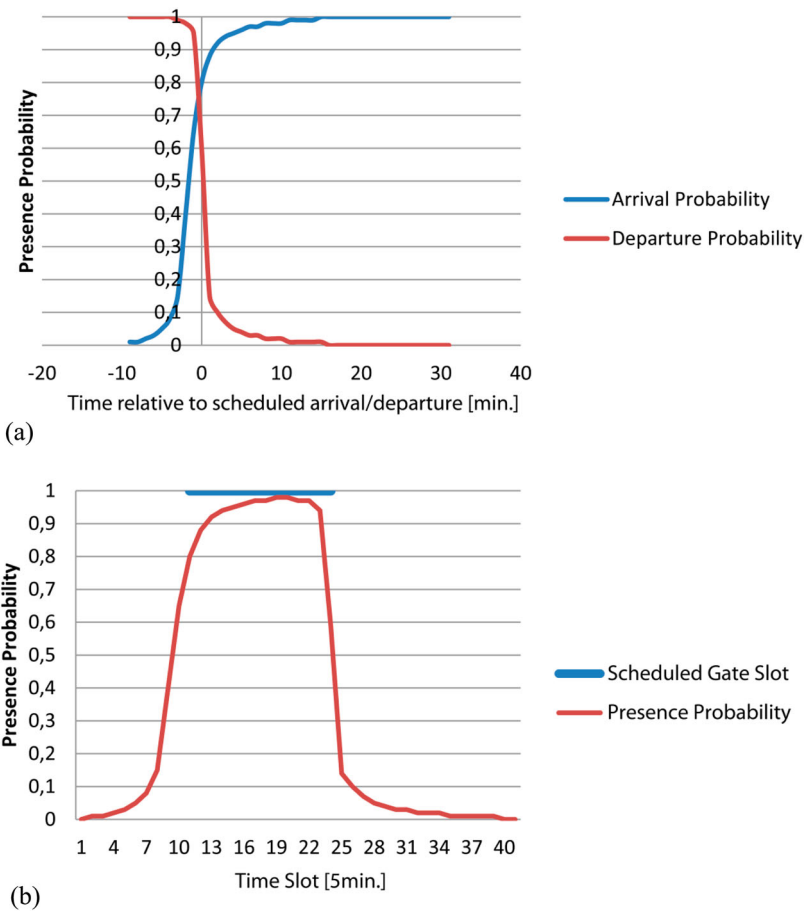 1
0,9
0,8
0,7
0,6
0,5
0,4
0,3
0,2
0,1
0
Presence Probability
-20 -10 0 10 20 30 40
Time relative to scheduled arrival/departure [min.]
Arrival Probability
Departure Probability
(a)
1
0,9
0,8
0,7
0,6
0,5
0,4
0,3
0,2
0,1
0
Presence Probability
1 4 7 10 13 16 19 22 25 28 31 34 37 40
Time Slot [5min.]
Scheduled Gate Slot
Presence Probability
(b)